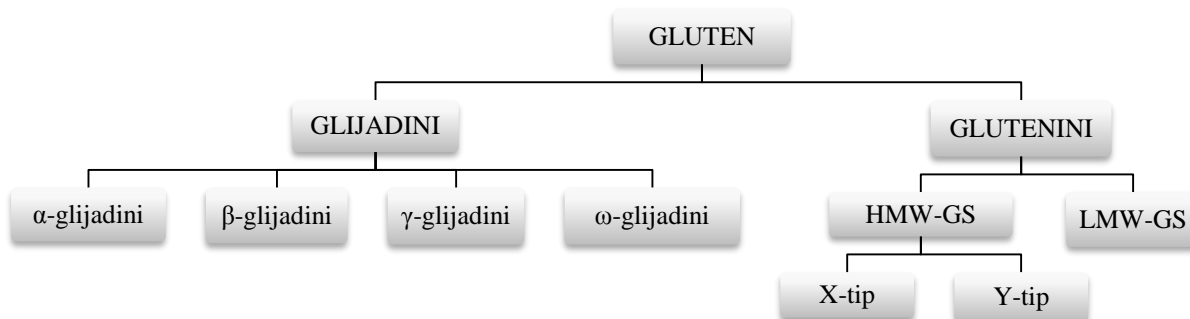 GLUTEN
GLIJADINI
GLUTENINI
α-glijadini
β-glijadini
γ-glijadini
ω-glijadini
HMW-GS
LMW-GS
X-tip
Y-tip